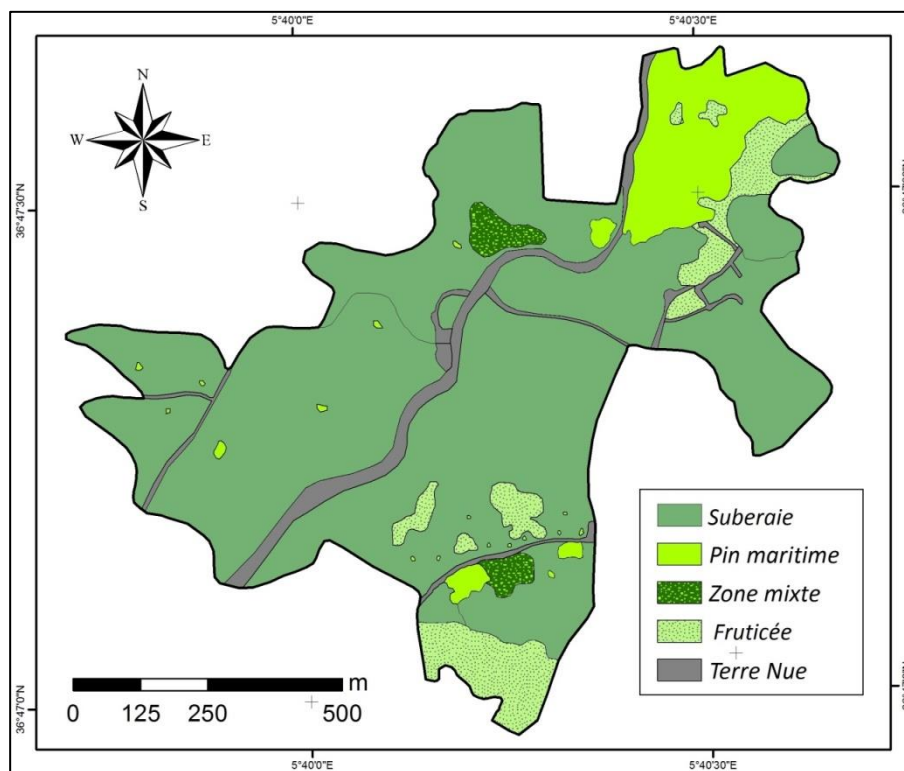 5°40'0"E
5°40'30"E
N
W
E
S
36°47'30"N
Suberaie
Pin maritime
Zone mixte
Fruticée
Terre Nue
m
0
125
250
500
36°47'0"N
5°40'0"E
5°40'30"E